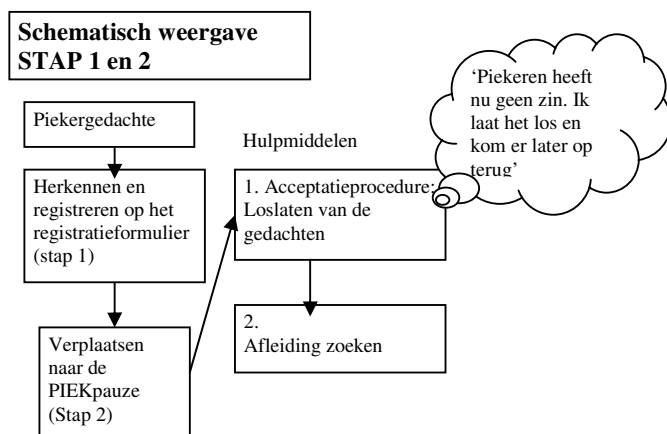 Schematisch weergave
STAP 1 en 2
Piekergedachte
Herkennen en
registreren op het
registratieformulier
(stap 1)
Verplaatsen
naar de
PIEKpauze
(Stap 2)
Hulpmiddelen
1. Acceptatieprocedure:
Loslaten van de
gedachten
2.
Afleiding zoeken
‘Piekeren heeft
nu geen zin. Ik
laat het los en
kom er later op
terug’